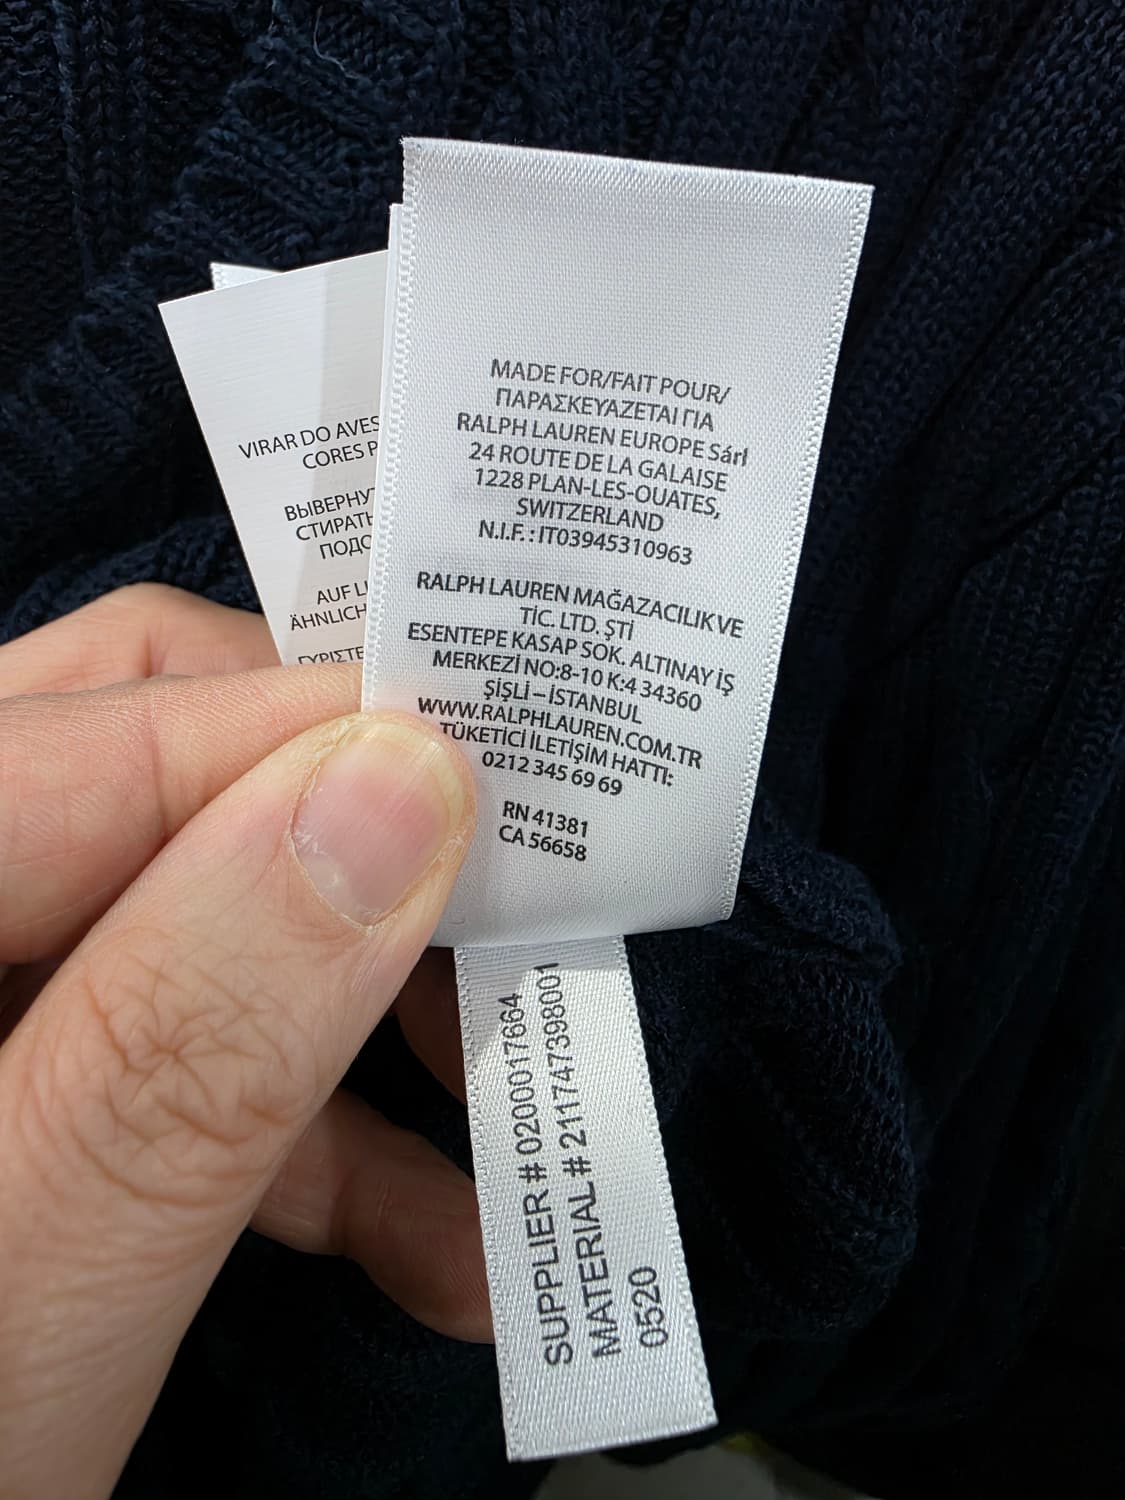 VIRAR DO AVES
CORES P
ВЫВЕРНУТ
СТИРАТЬ
ПОДО
AUF LI
ÄHNLICH
ΓΥΡΙΣΤΕ
MADE FOR/FAIT POUR/
ΠΑΡΑΣΚΕΥΑΖΕΤΑΙ ΓΙΑ
RALPH LAUREN EUROPE Sárl
24 ROUTE DE LA GALAISE
1228 PLAN-LES-OUATES,
SWITZERLAND
N.I.F. : IT03945310963
RALPH LAUREN MAĞAZACILIK VE
TİC. LTD. ŞTİ
ESENTEPE KASAP SOK. ALTINAY İŞ
MERKEZİ NO:8-10 K:4 34360
ŞİŞLİ – İSTANBUL
WWW.RALPHLAUREN.COM.TR
TÜKETİCİ İLETİŞİM HATTI:
0212 345 69 69
RN 41381
CA 56658
SUPPLIER # 0200017664
MATERIAL # 211747398001
0520